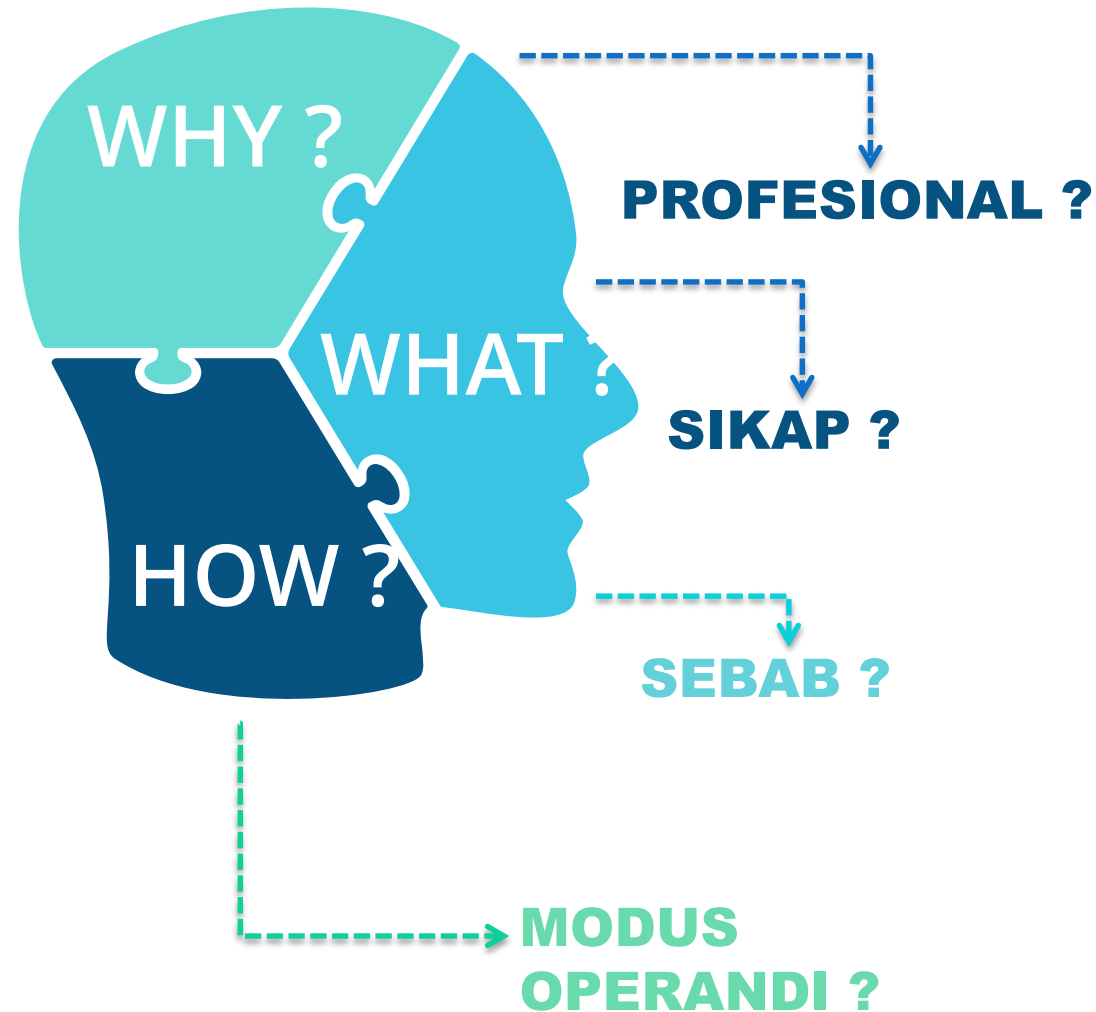 WHY ?
PROFESIONAL ?
WHAT ?
SIKAP ?
HOW ?
SEBAB ?
MODUS
OPERANDI ?